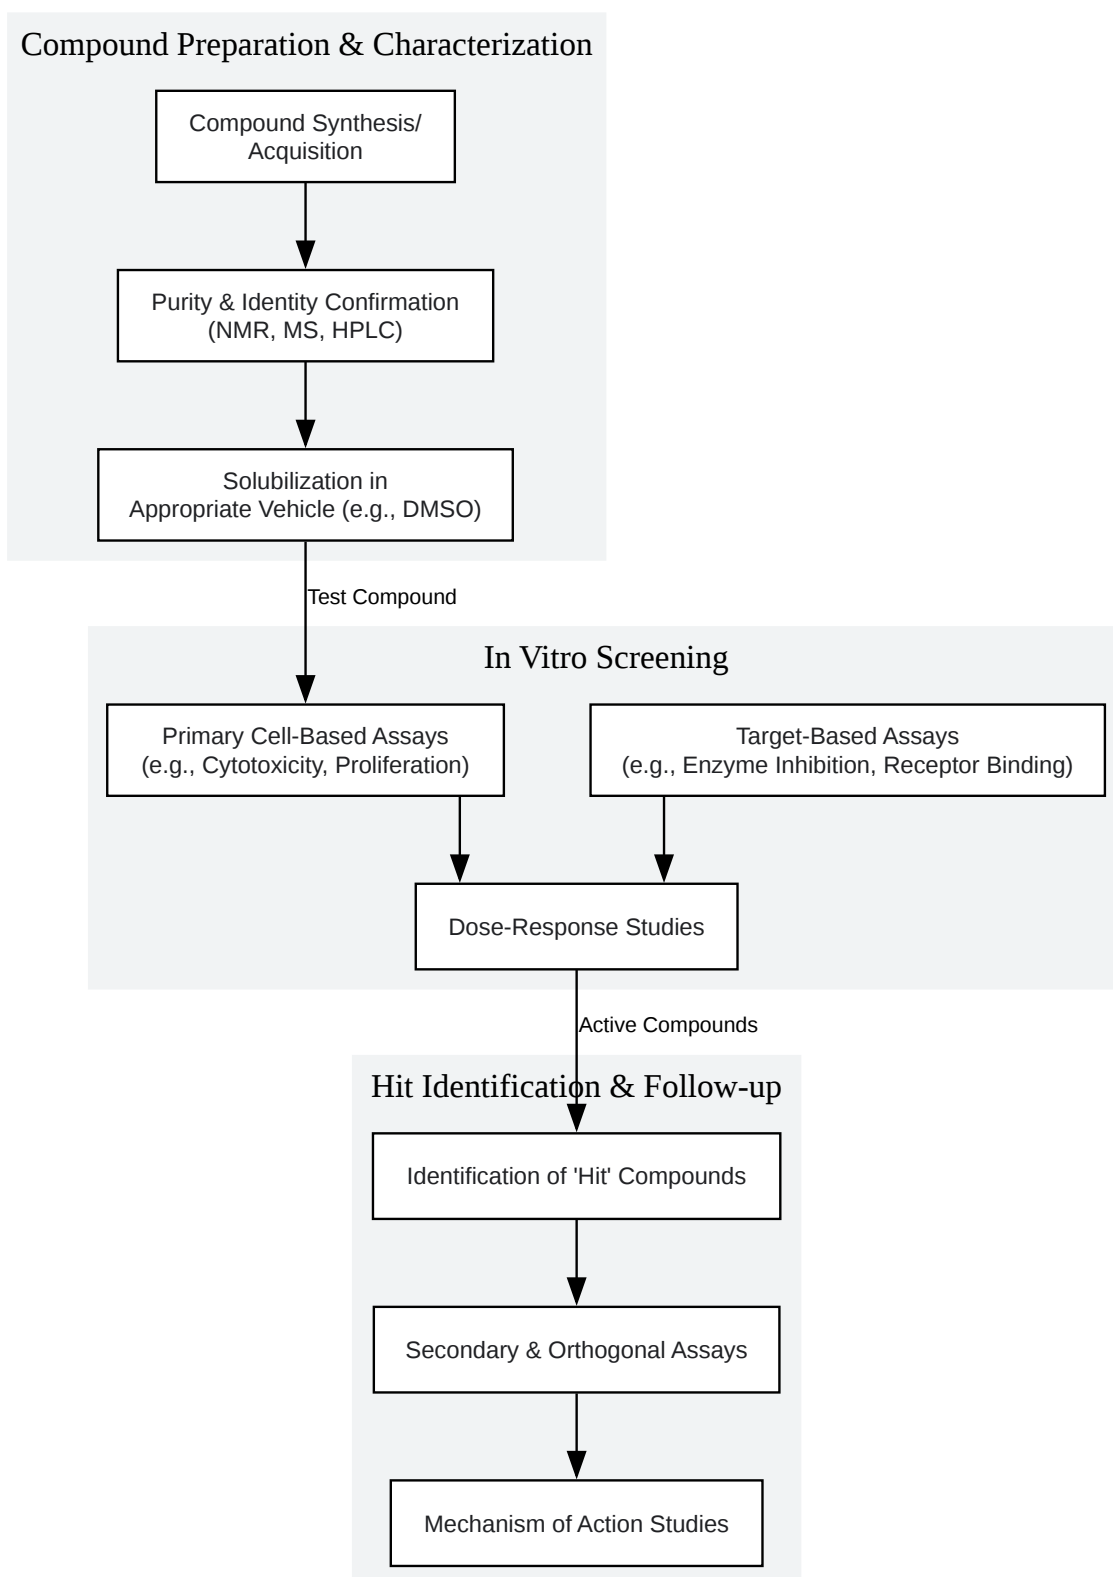 Compound Preparation & Characterization
Compound Synthesis/
Acquisition
Purity & Identity Confirmation
(NMR, MS, HPLC)
Solubilization in
Appropriate Vehicle (e.g., DMSO)
Test Compound
In Vitro Screening
Primary Cell-Based Assays
(e.g., Cytotoxicity, Proliferation)
Target-Based Assays
(e.g., Enzyme Inhibition, Receptor Binding)
Dose-Response Studies
Active Compounds
Hit Identification & Follow-up
Identification of 'Hit' Compounds
Secondary & Orthogonal Assays
Mechanism of Action Studies